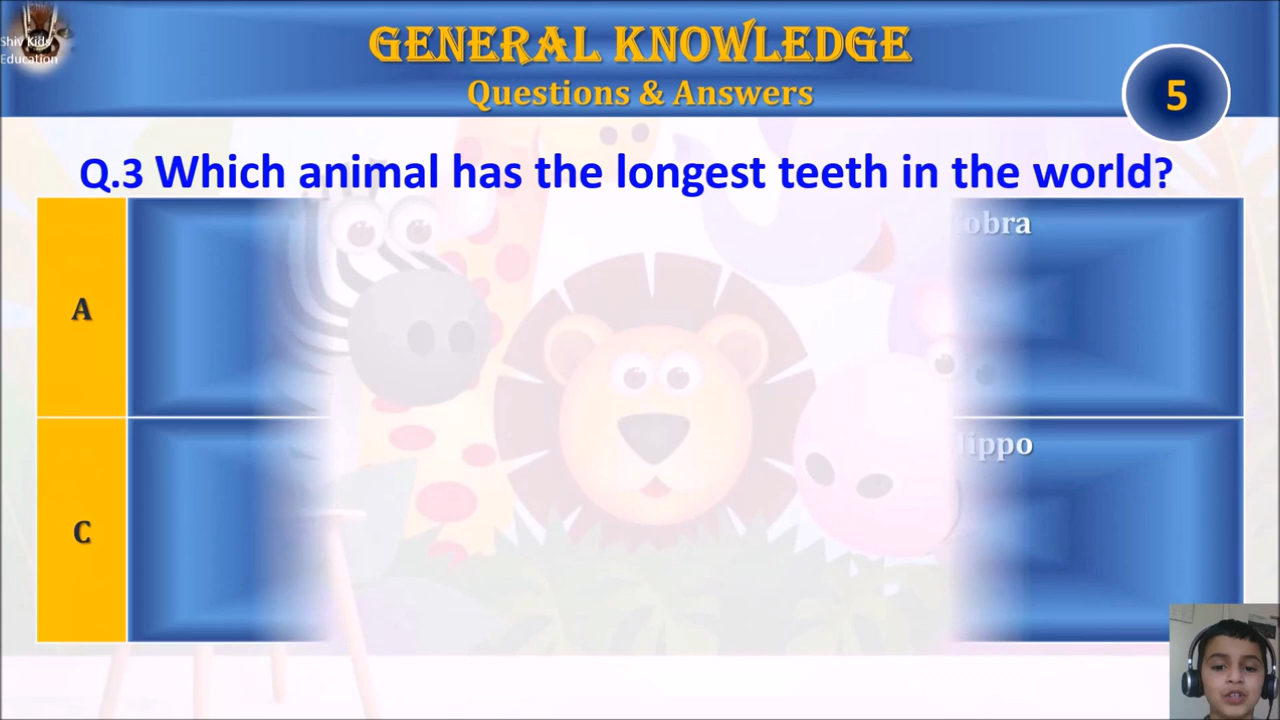 Shiv Kids
Education
GENERAL KNOWLEDGE
Questions & Answers
5
Q.3 Which animal has the longest teeth in the world?
A
obra
C
ippo